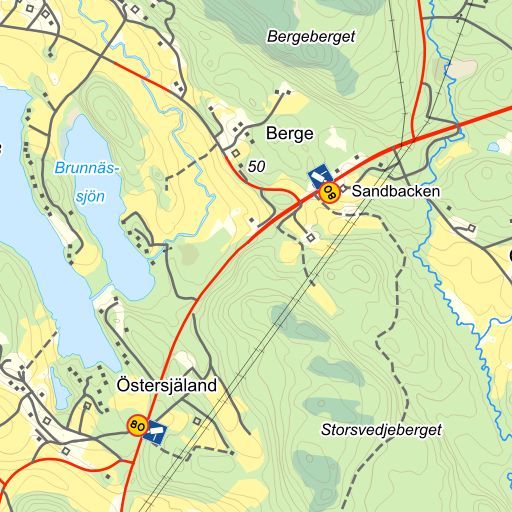 Bergeberget
Berge
50
Brunnäs-
sjön
80
Sandbacken
Östersjäland
80
Storsvedjeberget